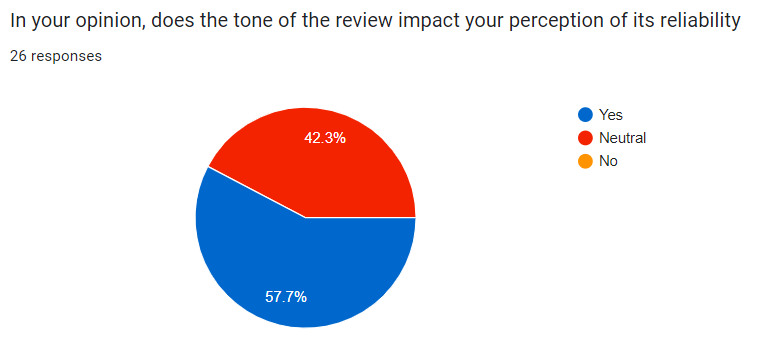 In your opinion, does the tone of the review impact your perception of its reliability
26 responses
42.3%
57.7%
Yes
Neutral
No